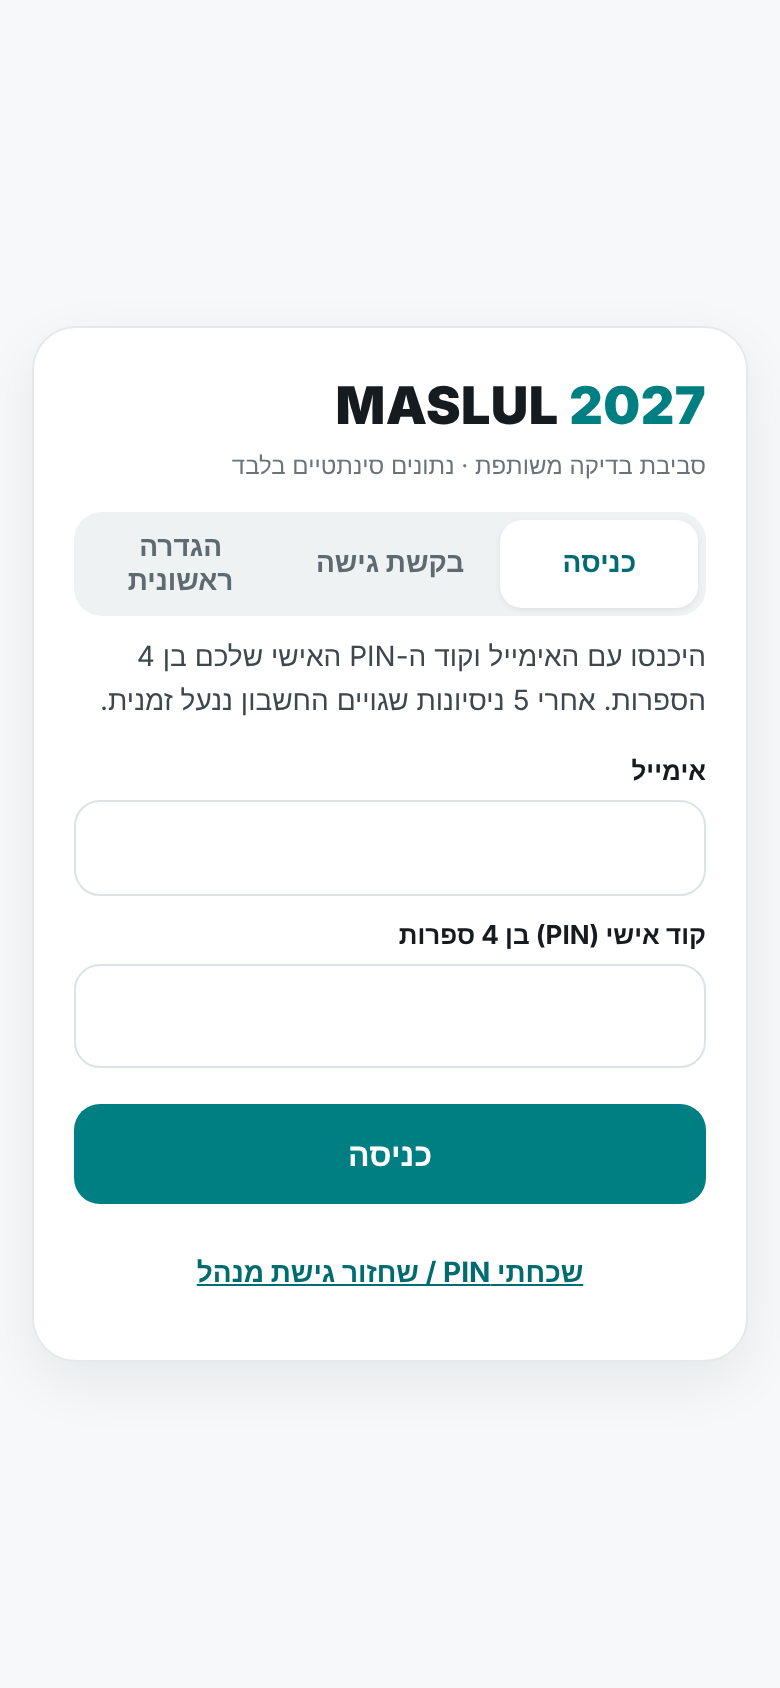 MASLUL 2027
סביבת בדיקה משותפת · נתונים סינתטיים בלבד
כניסה
בקשת גישה
הגדרה
ראשונית
היכנסו עם האימייל וקוד ה-PIN האישי שלכם בן 4
הספרות. אחרי 5 ניסיונות שגויים החשבון ננעל זמנית.
אימייל
קוד אישי (PIN) בן 4 ספרות
כניסה
שכחתי PIN / שחזור גישת מנהל